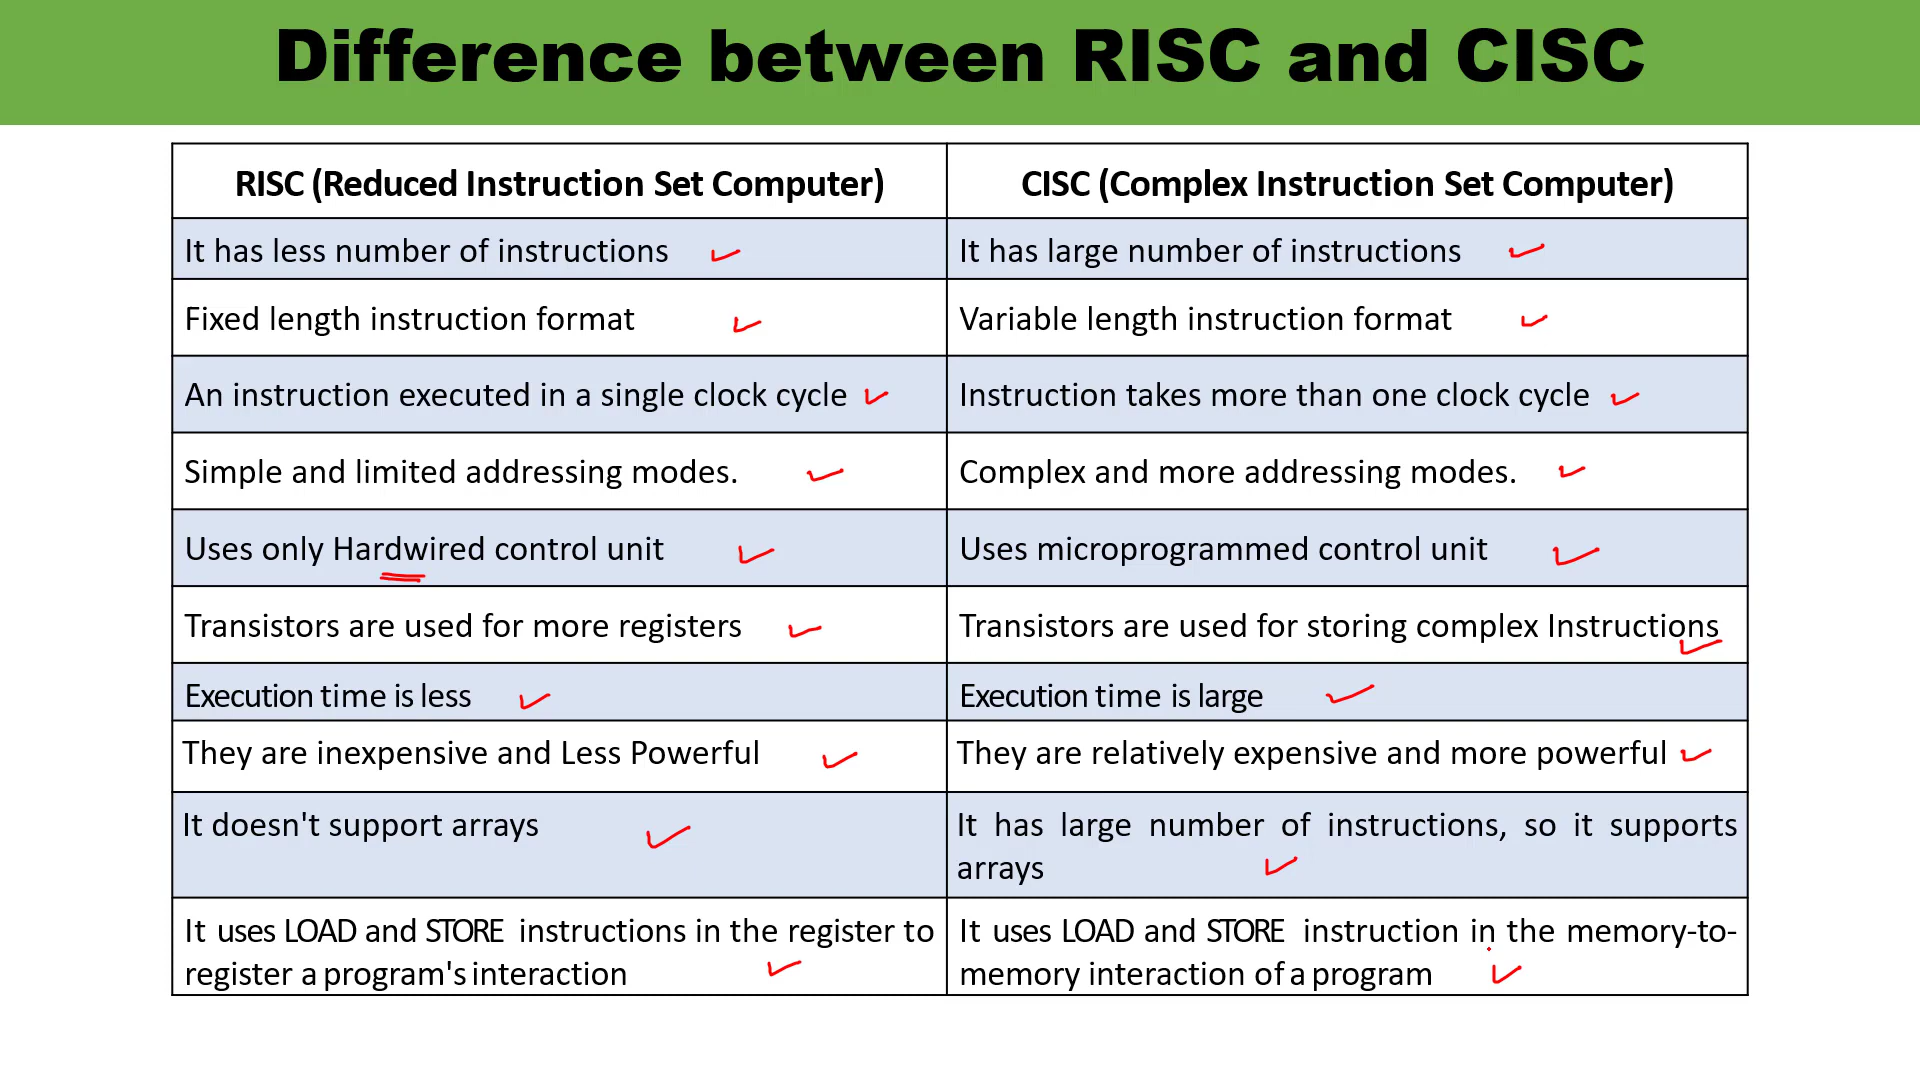 Difference between RISC and CISC
RISC (Reduced Instruction Set Computer)
CISC (Complex Instruction Set Computer)
It has less number of instructions
It has large number of instructions
Fixed length instruction format
Variable length instruction format
An instruction executed in a single clock cycle
Instruction takes more than one clock cycle
Simple and limited addressing modes.
Complex and more addressing modes.
Uses only Hardwired control unit
Uses microprogrammed control unit
Transistors are used for more registers
Transistors are used for storing complex Instructions
Execution time is less
Execution time is large
They are inexpensive and Less Powerful
They are relatively expensive and more powerful
It doesn't support arrays
It has large number of instructions, so it supports
arrays
It uses LOAD and STORE instructions in the register to
register a program's interaction
It uses LOAD and STORE instruction in the memory-to-
memory interaction of a program